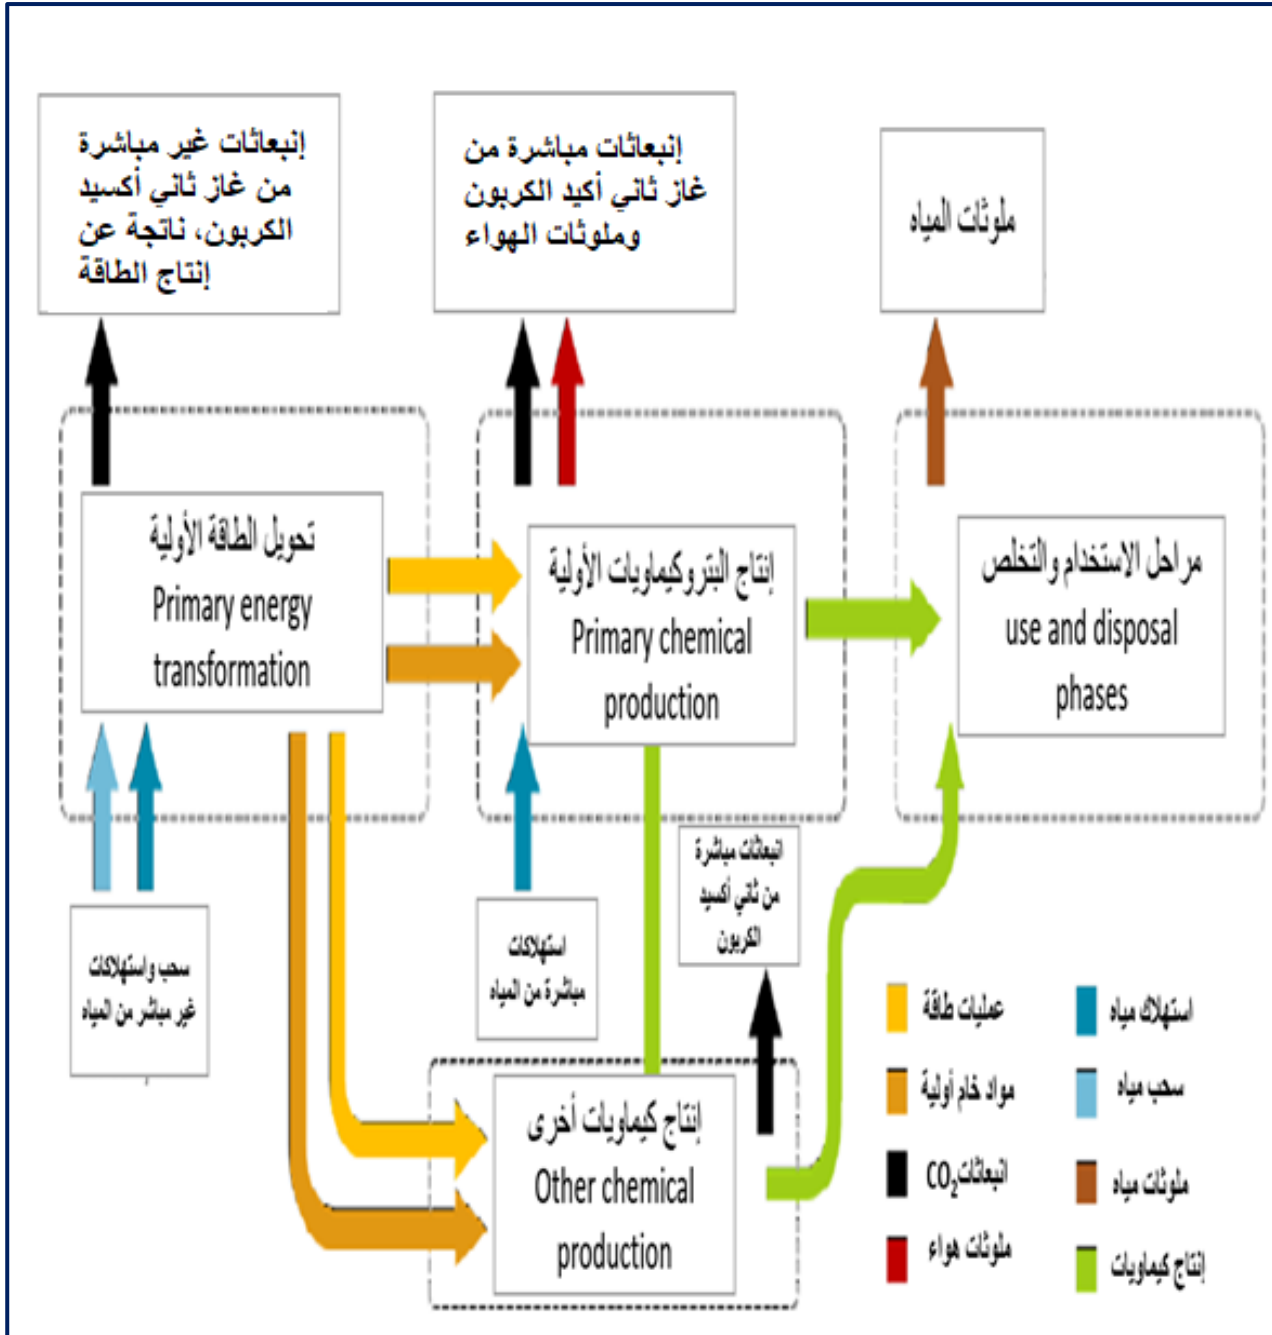 إنبعاثات غير مباشرة
من غاز ثاني أكسيد
الكربون، ناتجة عن
إنتاج الطاقة
إنبعاثات مباشرة من
غاز ثاني أكيد الكربون
وملوثات الهواء
ملوثات المياه
تحويل الطاقة الأولية
Primary energy
transformation
إنتاج البتروكيماويات الأولية
Primary chemical
production
مراحل الاستخدام والتخلص
use and disposal
phases
سحب واستهلاكات
غير مباشر من المياه
استهلاكات
مباشرة من المياه
انبعاثات مباشرة
من ثاني أكسيد
الكربون
إنتاج كيماويات أخرى
Other chemical
production
عمليات طاقة
مواد خام أولية
انبعاثات CO₂
ملوثات هواء
استهلاك مياه
سحب مياه
ملوثات مياه
إنتاج كيماويات